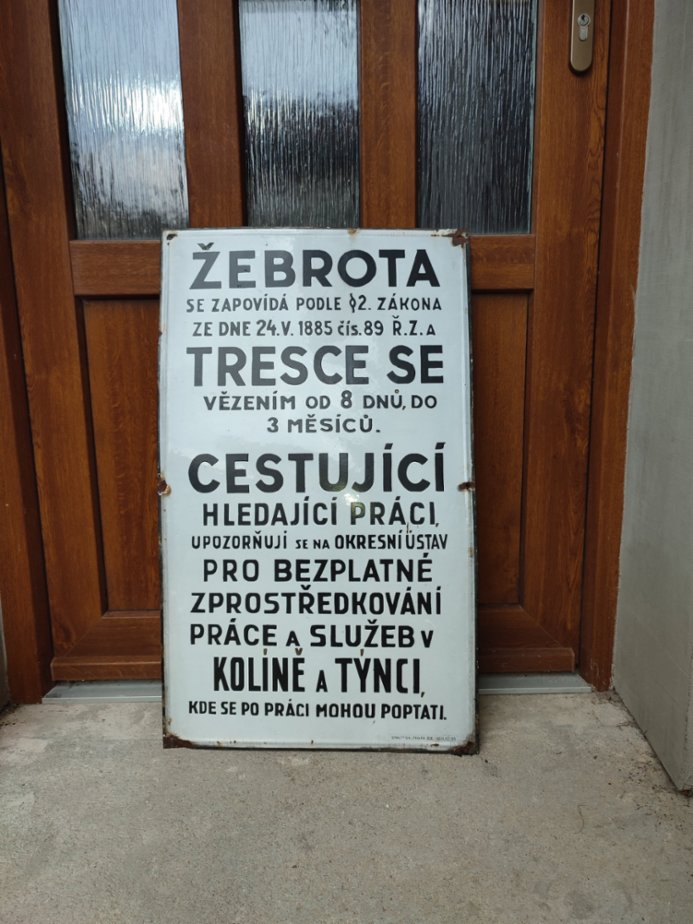 ŽEBROTA
SE ZAPOVÍDÁ PODLE §2. ZÁKONA
ZE DNE 24.V. 1885 čís. 89 Ř.Z. A
TRESCE SE
VĚZENÍM OD 8 DNŮ, DO
3 MĚSÍCŮ.
CESTUJÍCÍ
HLEDAJÍCÍ PRÁCI,
UPOZORŇUJÍ SE NA OKRESNÍ ÚSTAV
PRO BEZPLATNÉ
ZPROSTŘEDKOVÁNÍ
PRÁCE A SLUŽEB V
KOLÍNĚ A TÝNCI,
KDE SE PO PRÁCI MOHOU POPTATI.